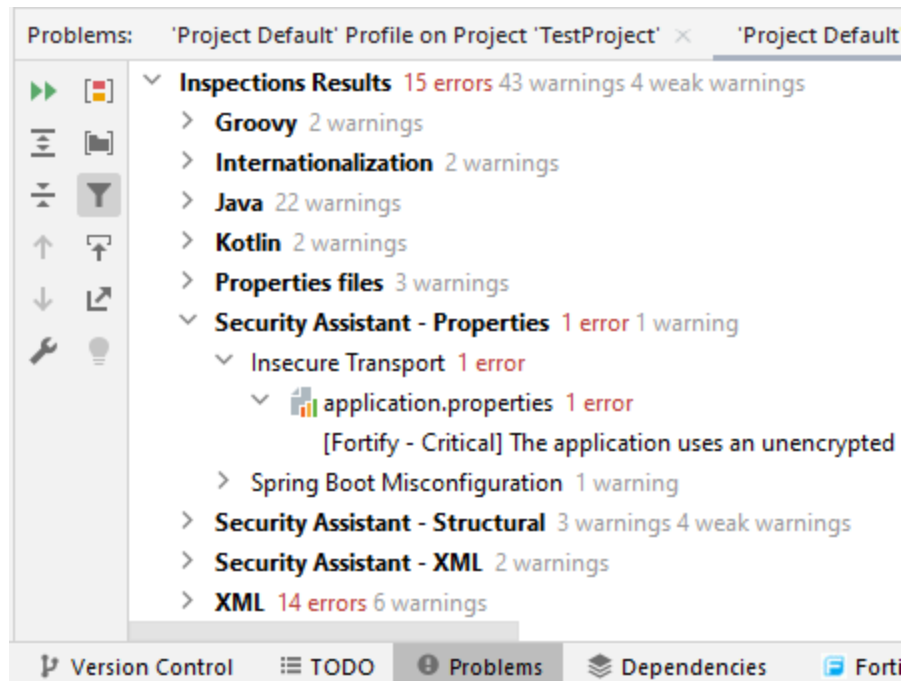 Problems: 'Project Default' Profile on Project 'TestProject' 'Project Default
Inspections Results 15 errors 43 warnings 4 weak warnings
Groovy 2 warnings
Internationalization 2 warnings
Java 22 warnings
Kotlin 2 warnings
Properties files 3 warnings
Security Assistant - Properties 1 error 1 warning
Insecure Transport 1 error
application.properties 1 error
[Fortify - Critical] The application uses an unencrypted
Spring Boot Misconfiguration 1 warning
Security Assistant - Structural 3 warnings 4 weak warnings
Security Assistant - XML 2 warnings
XML 14 errors 6 warnings
Version Control TODO Problems Dependencies Forti